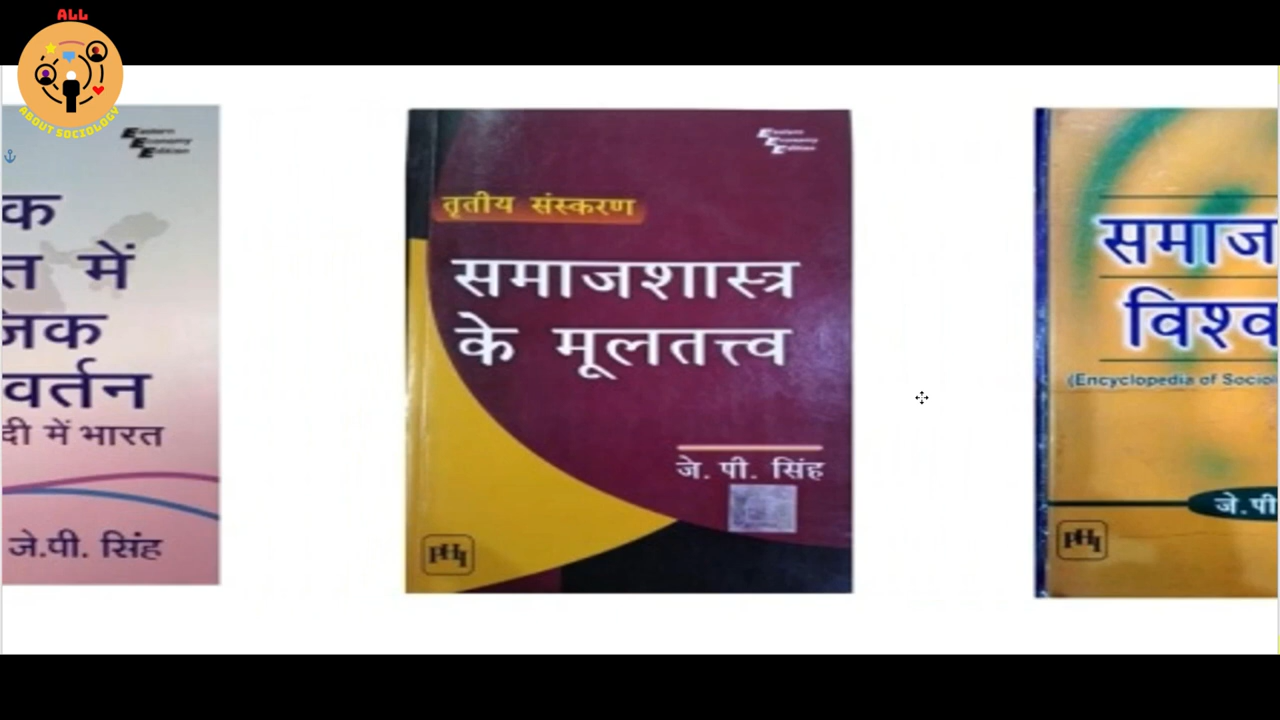 ALL
ABOUT SOCIOLOGY
Eastern
Economy
Edition
क
त में
जिक
वर्तन
दी में भारत
जे.पी. सिंह
Eastern
Economy
Edition
तृतीय संस्करण
समाजशास्त्र
के मूलतत्त्व
जे. पी. सिंह
PHI
समाज
विश्व
(Encyclopedia of Sociol
जे.पी
PHI